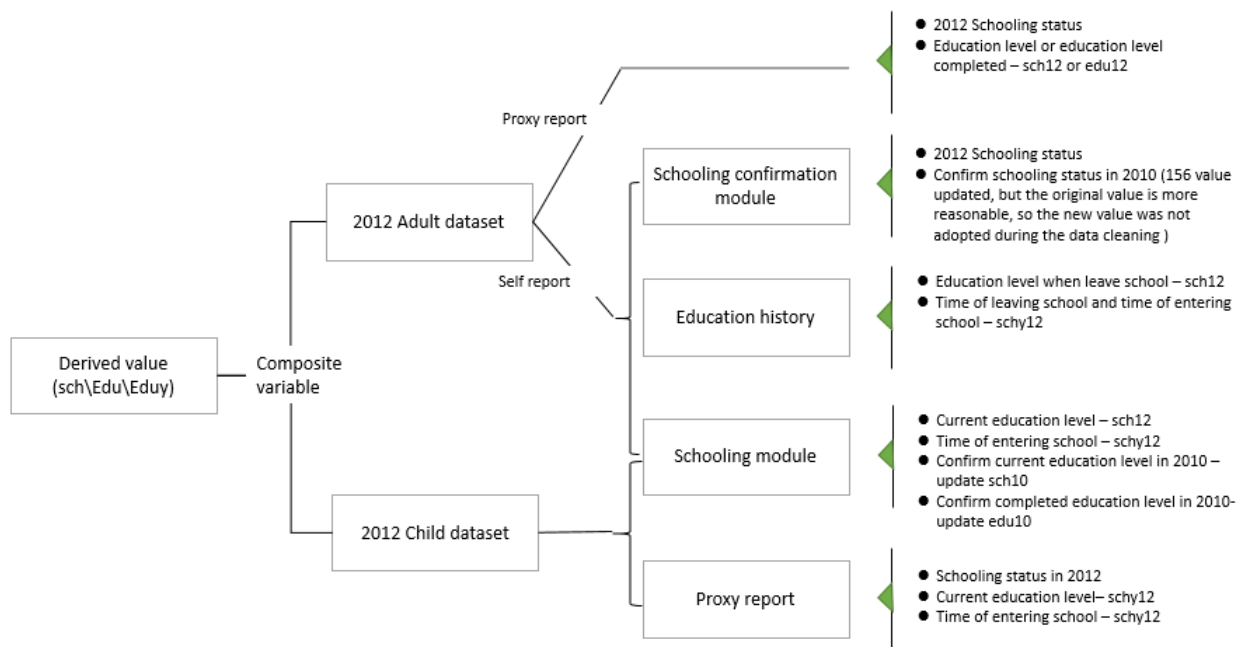 ● 2012 Schooling status
● Education level or education level
completed – sch12 or edu12
Proxy report
● 2012 Schooling status
● Confirm schooling status in 2010 (156 value
updated, but the original value is more
reasonable, so the new value was not
adopted during the data cleaning )
Schooling confirmation
module
2012 Adult dataset
Self report
● Education level when leave school – sch12
● Time of leaving school and time of entering
school – schy12
Education history
Derived value
(sch\Edu\Eduy)
Composite
variable
● Current education level – sch12
● Time of entering school – schy12
● Confirm current education level in 2010 –
update sch10
● Confirm completed education level in 2010-
update edu10
Schooling module
2012 Child dataset
● Schooling status in 2012
● Current education level– schy12
● Time of entering school – schy12
Proxy report